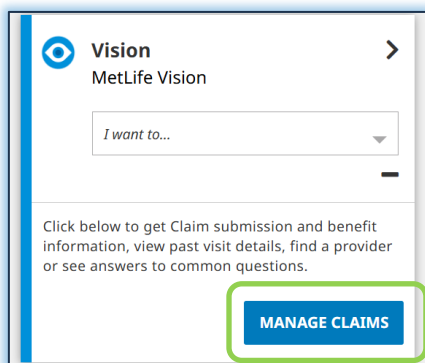 Vision
MetLife Vision
I want to...
Click below to get Claim submission and benefit
information, view past visit details, find a provider
or see answers to common questions.
MANAGE CLAIMS